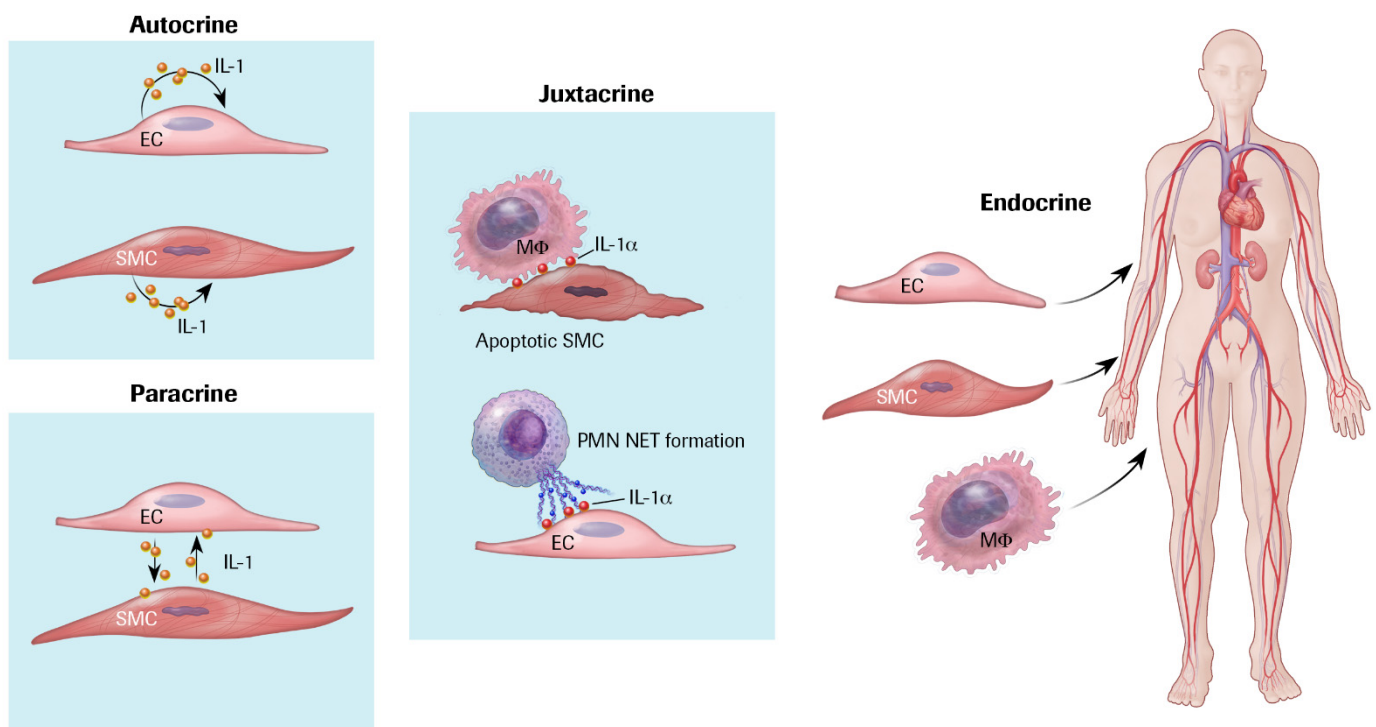 Autocrine
IL-1
EC
SMC
IL-1
Paracrine
EC
IL-1
SMC
Juxtacrine
MΦ
IL-1α
Apoptotic SMC
PMN NET formation
IL-1α
EC
Endocrine
EC
SMC
MΦ